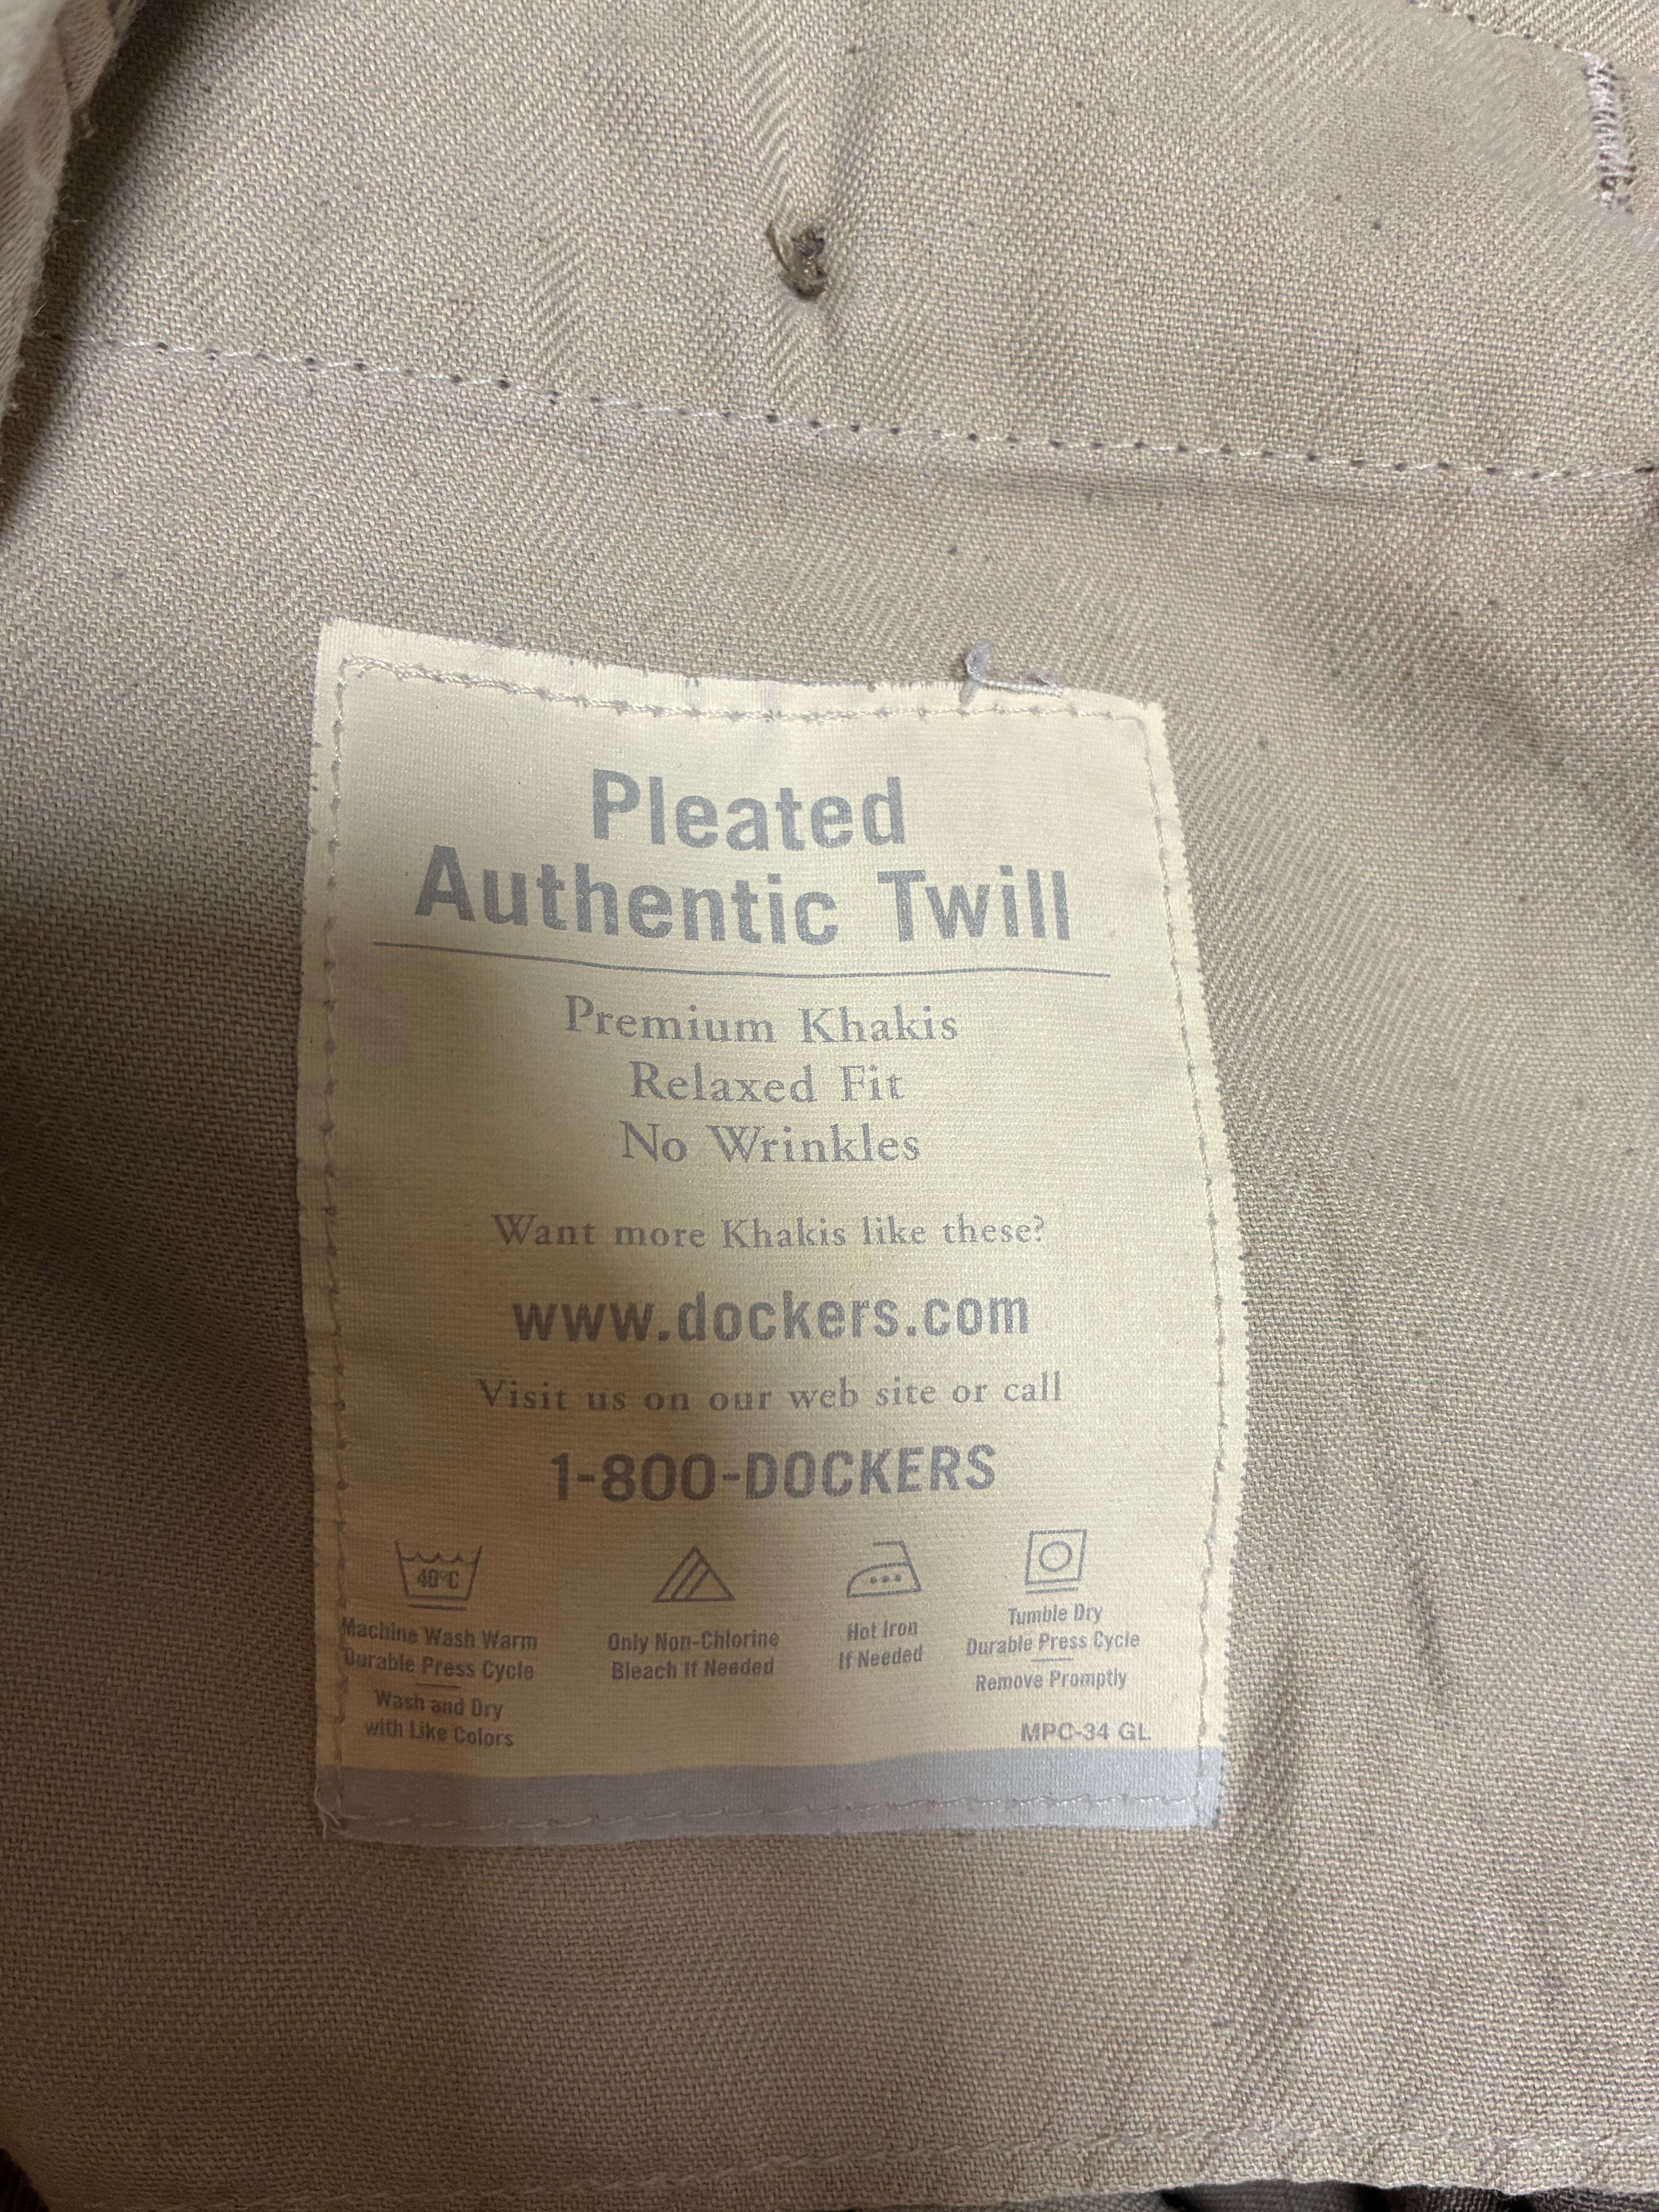 Pleated
Authentic Twill
Premium Khakis
Relaxed Fit
No Wrinkles
Want more Khakis like these?
www.dockers.com
Visit us on our web site or call
1-800-DOCKERS
40°C
Machine Wash Warm
Durable Press Cycle
Wash and Dry
with Like Colors
Only Non-Chlorine
Bleach If Needed
Hot Iron
If Needed
Tumble Dry
Durable Press Cycle
Remove Promptly
MPC-34 GL